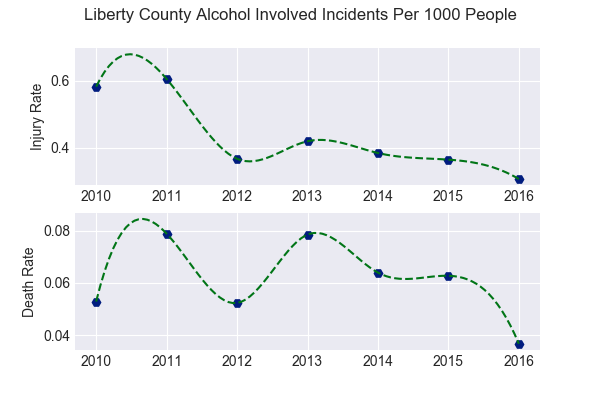 Liberty County Alcohol Involved Incidents Per 1000 People
Injury Rate
0.6
0.4
2010 2011 2012 2013 2014 2015 2016
Death Rate
0.08
0.06
0.04
2010 2011 2012 2013 2014 2015 2016